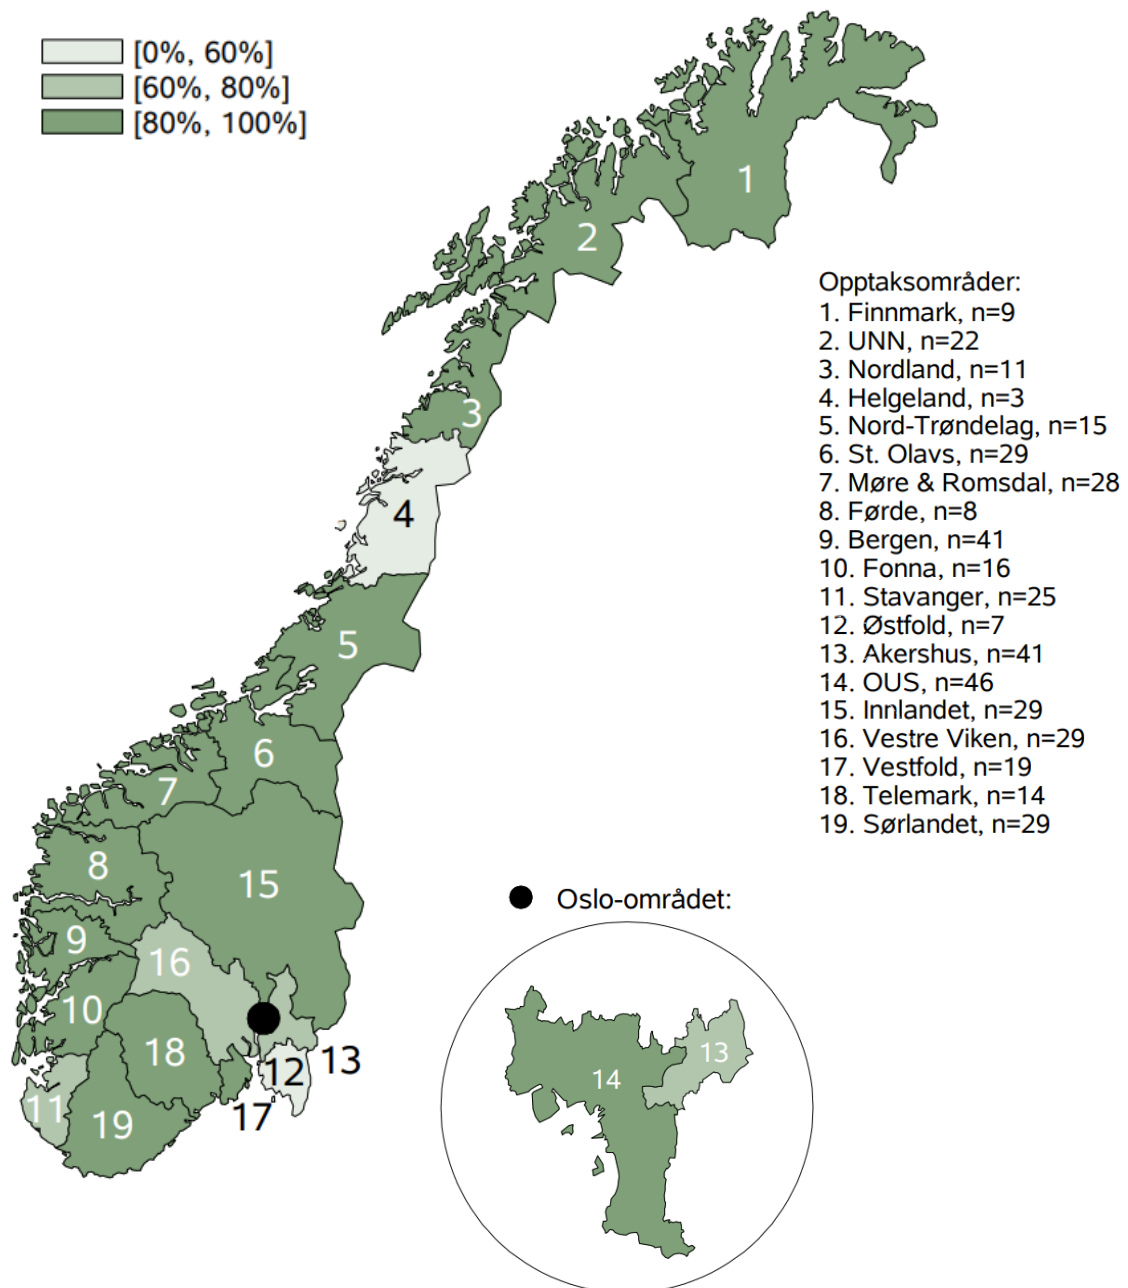 [0%, 60%]
[60%, 80%]
[80%, 100%]
1
2
3
4
5
6
7
8
15
9
16
10
18
13
12
11
19
17
Opptaksområder:
1. Finnmark, n=9
2. UNN, n=22
3. Nordland, n=11
4. Helgeland, n=3
5. Nord-Trøndelag, n=15
6. St. Olavs, n=29
7. Møre & Romsdal, n=28
8. Førde, n=8
9. Bergen, n=41
10. Fonna, n=16
11. Stavanger, n=25
12. Østfold, n=7
13. Akershus, n=41
14. OUS, n=46
15. Innlandet, n=29
16. Vestre Viken, n=29
17. Vestfold, n=19
18. Telemark, n=14
19. Sørlandet, n=29
Oslo-området:
13
14